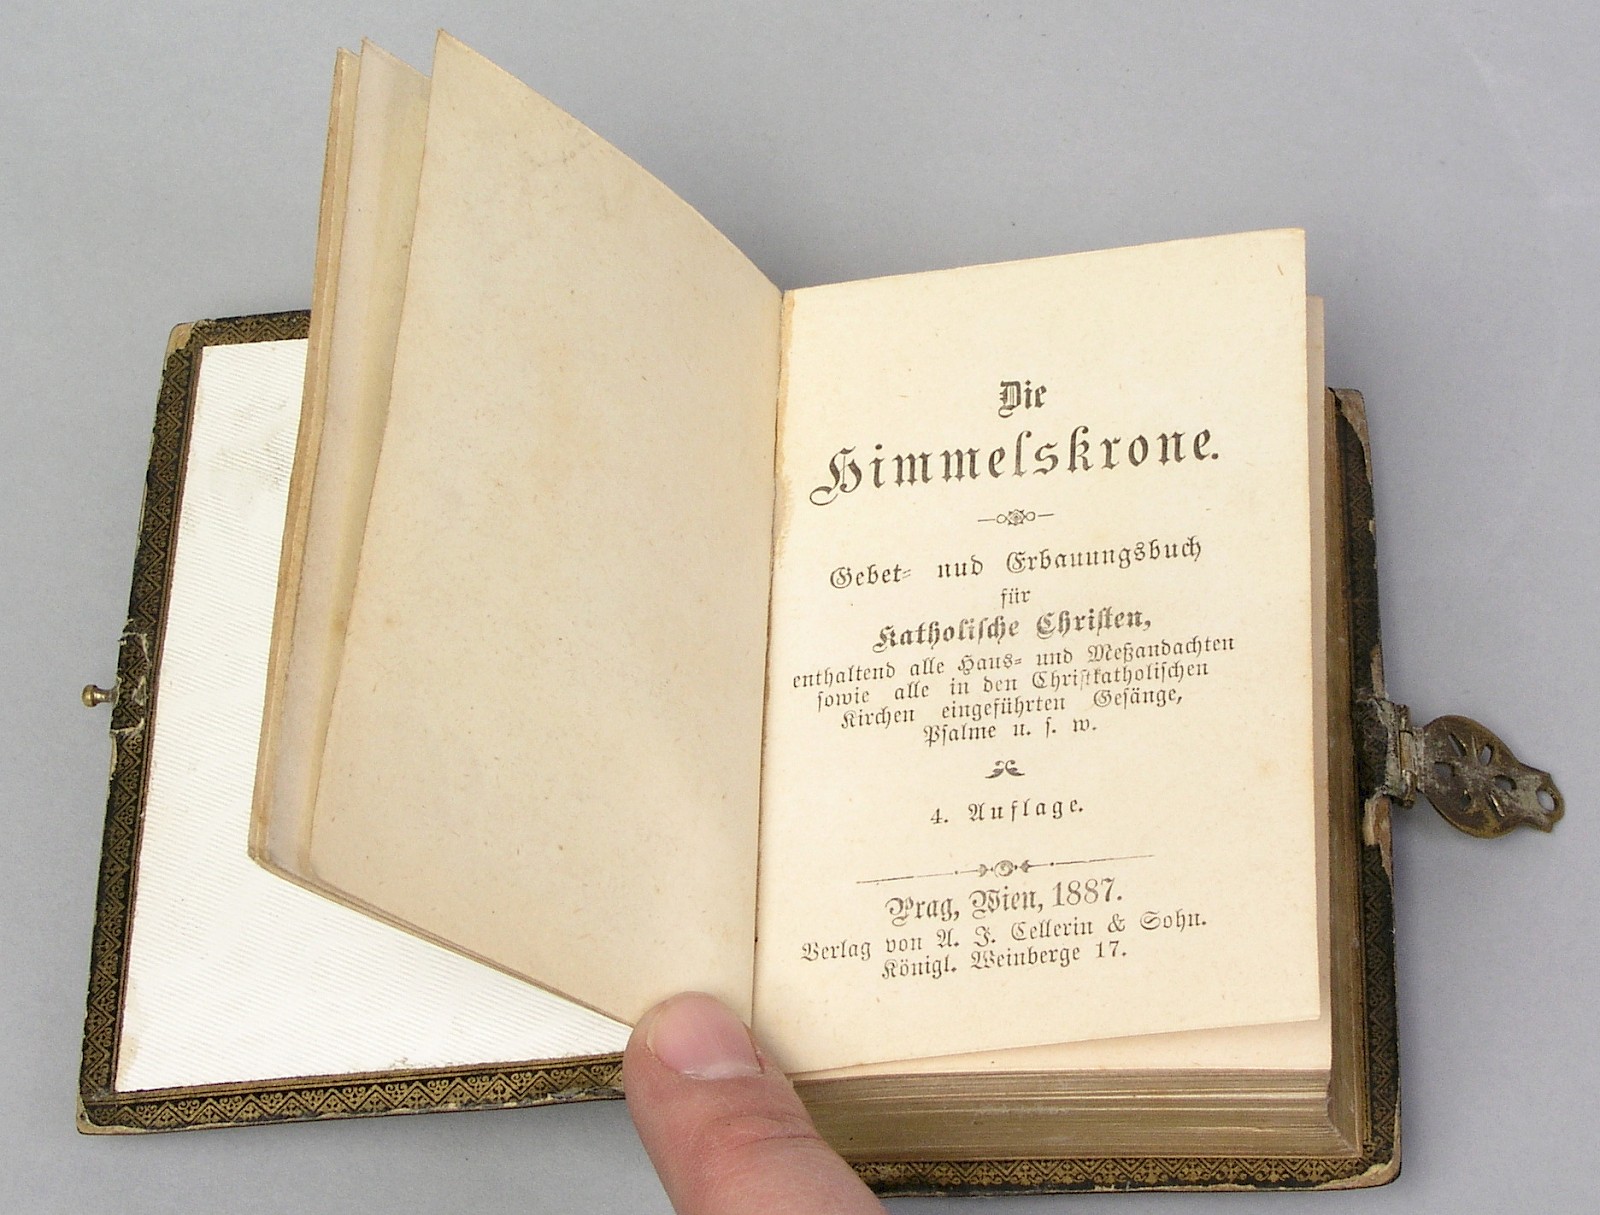 Die
Himmelskrone.
Gebet- nud Erbauungsbuch
für
Katholische Christen,
enthaltend alle Haus- und Meßandachten
sowie alle in den Christkatholischen
Kirchen eingeführten Gesänge,
Psalme u. s. w.
4. Auflage.
Prag, Wien, 1887.
Verlag von A. J. Cellerin & Sohn.
Königl. Weinberge 17.